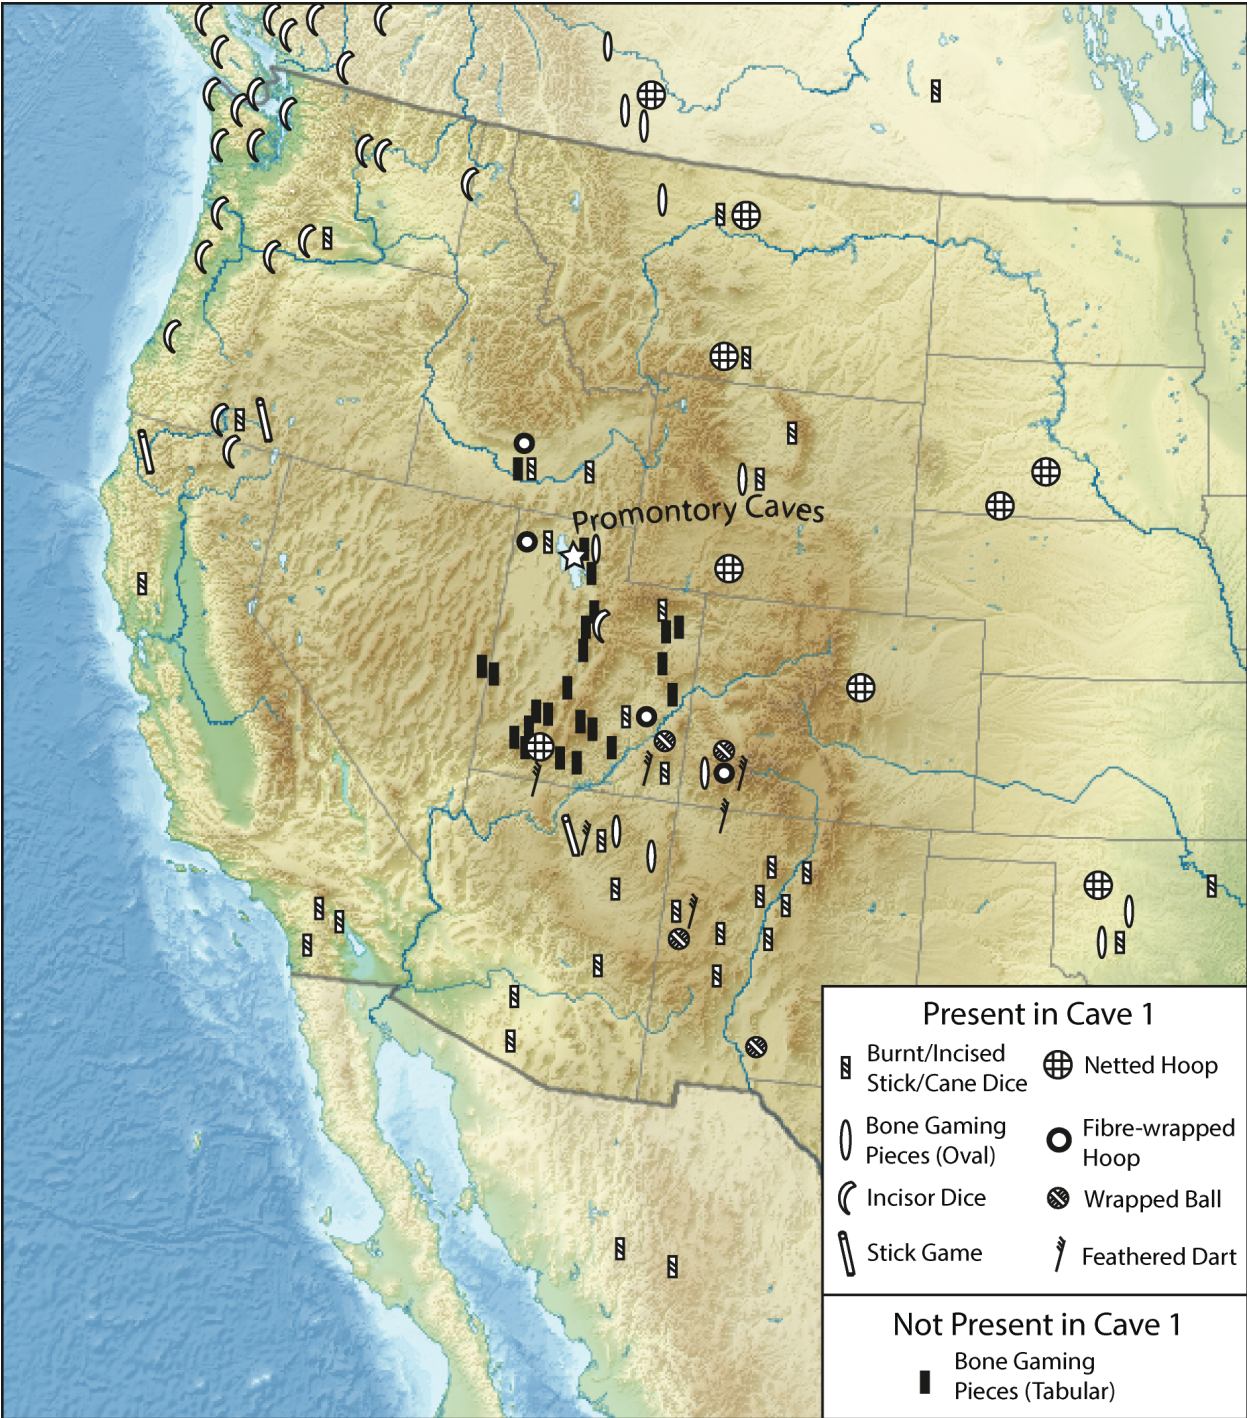 Promontory Caves
Present in Cave 1
Burnt/Incised
Stick/Cane Dice
Netted Hoop
Bone Gaming
Pieces (Oval)
Fibre-wrapped
Hoop
Incisor Dice
Wrapped Ball
Stick Game
Feathered Dart
Not Present in Cave 1
Bone Gaming
Pieces (Tabular)